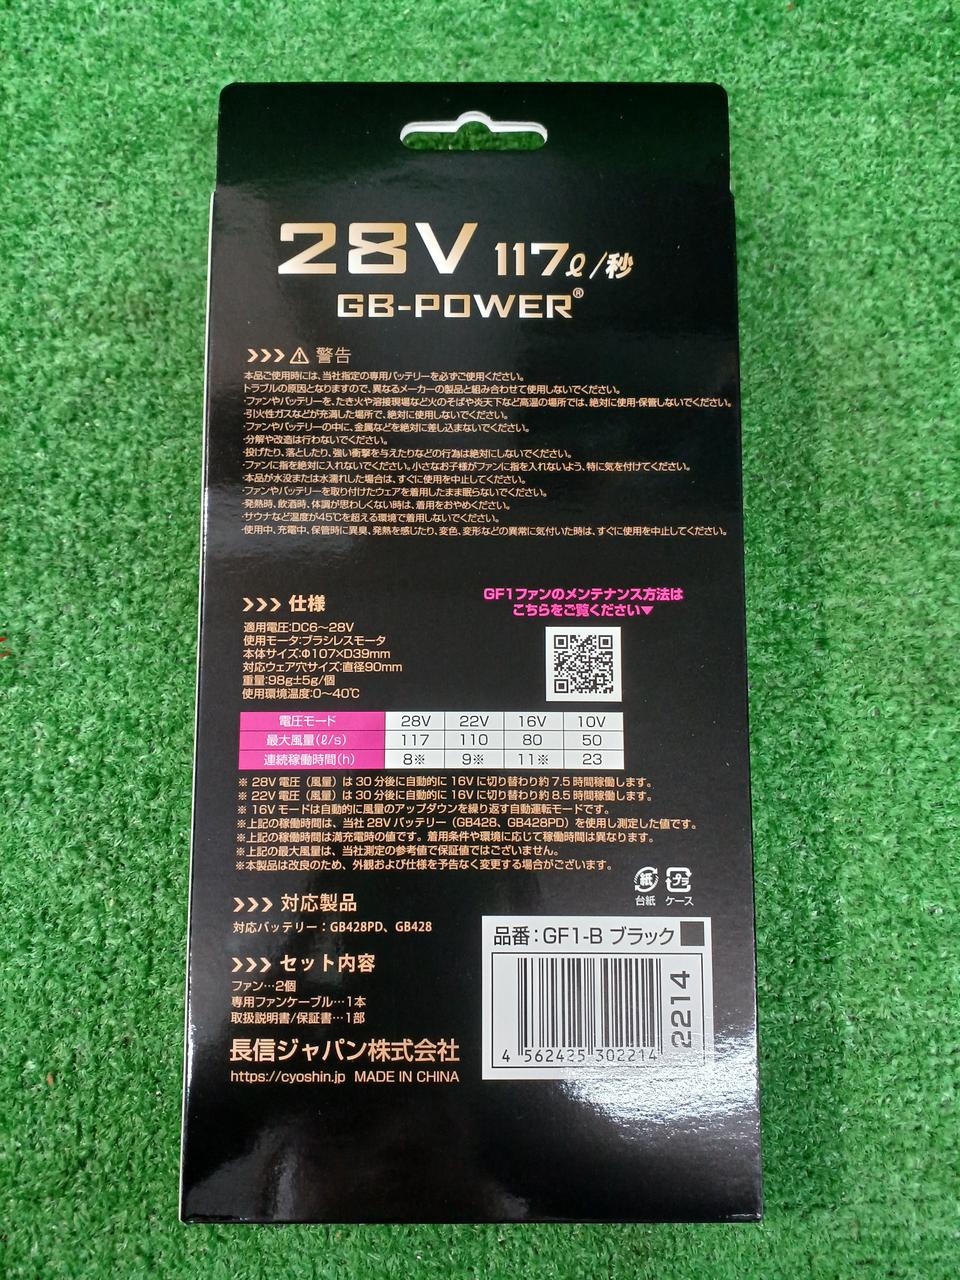 28V 117ℓ/秒
GB-POWER®
>>> ⚠ 警告
本品ご使用時には、当社指定の専用バッテリーを必ずご使用ください。
トラブルの原因となりますので、異なるメーカーの製品と組み合わせて使用しないでください。
・ファンやバッテリーを、たき火や溶接現場など火のそばや炎天下など高温の場所では、絶対に使用・保管しないでください。
・引火性ガスなどが充満した場所で、絶対に使用しないでください。
・ファンやバッテリーの中に、金属などを絶対に差し込まないでください。
・分解や改造は行わないでください。
・投げたり、落としたり、強い衝撃を与えたりなどの行為は絶対にしないでください。
・ファンに指を絶対に入れないでください。小さなお子様がファンに指を入れないよう、特に気を付けてください。
・本品が水没または水濡れした場合は、すぐに使用を中止してください。
・ファンやバッテリーを取り付けたウェアを着用したまま眠らないでください。
・発熱時、飲酒時、体調が思わしくない時は、着用をおやめください。
・サウナなど温度が45℃を超える環境で着用しないでください。
・使用中、充電中、保管時に異臭、発熱を感じたり、変色、変形などの異常に気付いた時は、すぐに使用を中止してください。
>>> 仕様
適用電圧:DC6～28V
使用モータ:ブラシレスモータ
本体サイズ:Φ107×D39mm
対応ウェア穴サイズ:直径90mm
重量:98g±5g/個
使用環境温度:0～40℃
GF1ファンのメンテナンス方法は
こちらをご覧ください▼
電圧モード 28V 22V 16V 10V
最大風量(ℓ/s) 117 110 80 50
連続稼働時間(h) 8※ 9※ 11※ 23
※ 28V 電圧（風量）は 30 分後に自動的に 16V に切り替わり約 7.5 時間稼働します。
※ 22V 電圧（風量）は 30 分後に自動的に 16V に切り替わり約 8.5 時間稼働します。
※ 16V モードは自動的に風量のアップダウンを繰り返す自動運転モードです。
※上記の稼働時間は、当社 28V バッテリー（GB428、GB428PD）を使用し測定した値です。
※上記の稼働時間は満充電時の値です。着用条件や環境に応じて稼働時間は異なります。
※上記の最大風量は、当社測定の参考値で保証値ではございません。
※本製品は改良のため、外観および仕様を予告なく変更する場合がございます。
紙 プラ
台紙 ケース
>>> 対応製品
対応バッテリー：GB428PD、GB428
>>> セット内容
ファン…2個
専用ファンケーブル…1本
取扱説明書/保証書…1部
長信ジャパン株式会社
https://cyoshin.jp MADE IN CHINA
品番：GF1-B ブラック
4 562425 302214
2214